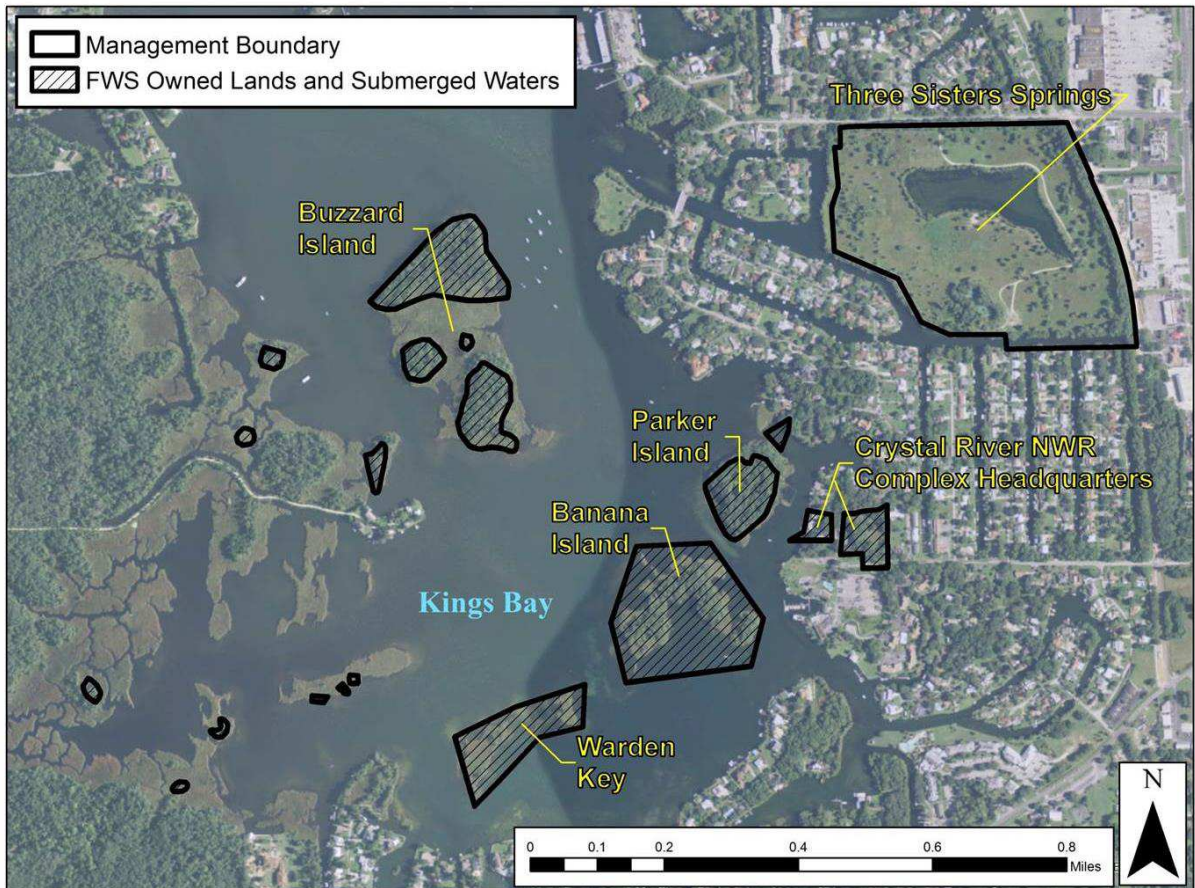 Management Boundary
FWS Owned Lands and Submerged Waters
Three Sisters Springs
Buzzard
Island
Parker
Island
Crystal River NWR
Complex Headquarters
Banana
Island
Kings Bay
Warden
Key
N
0 0.1 0.2 0.4 0.6 0.8
Miles